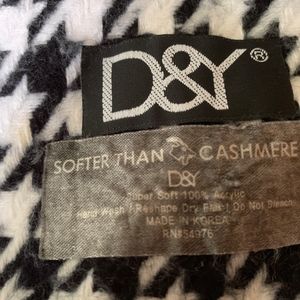 D&Y®
SOFTER THAN CASHMERE
D&Y
Super Soft 100% Acrylic
Hand Wash / Reshape Dry Flat / Do Not Bleach
MADE IN KOREA
RN#54976